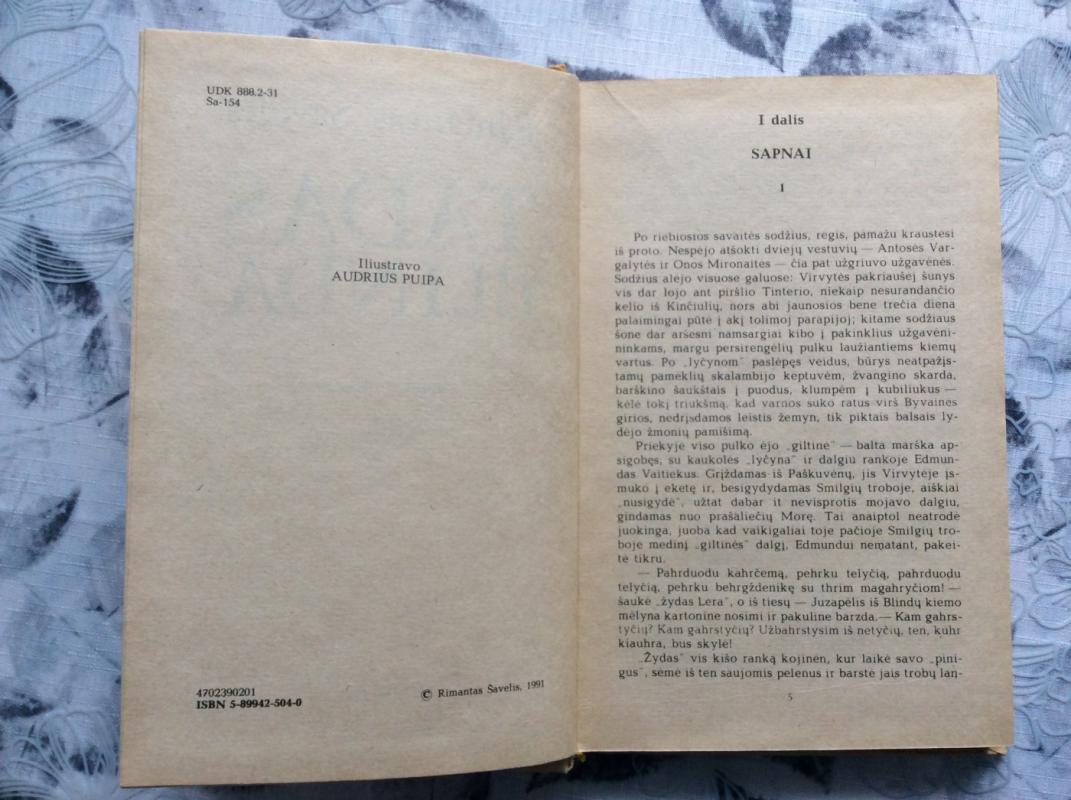 UDK 888.2-31
Ša-154
Iliustravo
AUDRIUS PUIPA
4702390201
ISBN 5-89942-504-0
© Rimantas Šavelis, 1991
I dalis
SAPNAI
1
Po riebiosios savaitės sodžius, regis, pamažu kraustėsi
iš proto. Nespėjo atšokti dviejų vestuvių — Antosės Var-
galytės ir Onos Mironaitės — čia pat užgriuvo užgavėnės.
Sodžius alėjo visuose galuose: Virvytės pakriaušėj šunys
vis dar lojo ant piršlio Tinterio, niekaip nesurandančio
kelio iš Kinčiulių, nors abi jaunosios bene trečia diena
palaimingai pūtė į akį tolimoj parapijoj; kitame sodžiaus
šone dar aršesni namsargiai kibo į pakinklius užgavėni-
ninkams, margu persirengėlių pulku laužiantiems kiemų
vartus. Po „lyčynom" paslėpęs veidus, būrys neatpažįs-
tamų pamėklių skalambijo keptuvėm, žvangino skarda,
barškino šaukštais į puodus, klumpėm į kubiliukus —
kėlė tokį triukšmą, kad varnos suko ratus virš Byvainės
girios, nedrįsdamos leistis žemyn, tik piktais balsais ly-
dėjo žmonių pamišimą.
Priekyje viso pulko ėjo „giltinė" — balta marška ap-
sigobęs, su kaukolės „lyčyna" ir dalgiu rankoje Edmun-
das Vaitiekus. Grįždamas iš Paškuvėnų, jis Virvytėje įs-
muko į eketę ir, besigydydamas Smilgių troboje, aiškiai
„nusigydė", užtat dabar it nevisprotis mojavo dalgiu,
gindamas nuo prašaliečių Morę. Tai anaiptol neatrodė
juokinga, juoba kad vaikigaliai toje pačioje Smilgių tro-
boje medinį „giltinės" dalgį, Edmundui nematant, pakei-
tė tikru.
— Pahrduodu kahrčemą, pehrku telyčią, pahrduodu
telyčią, pehrku behrgždenikę su thrim magahryčiom! —
šaukė „žydas Lera", o iš tiesų — Juzapėlis iš Blindų kiemo
mėlyna kartonine nosimi ir pakuline barzda.— Kam gahrs-
tyčių? Kam gahrstyčių? Užbahrstysim iš netyčių, ten, kuhr
kiauhra, bus skylė!
„Žydas" vis kišo ranką kojinėn, kur laikė savo „pini-
gus", sėmė iš ten saujomis pelenus ir barstė jais trobų lan-
5